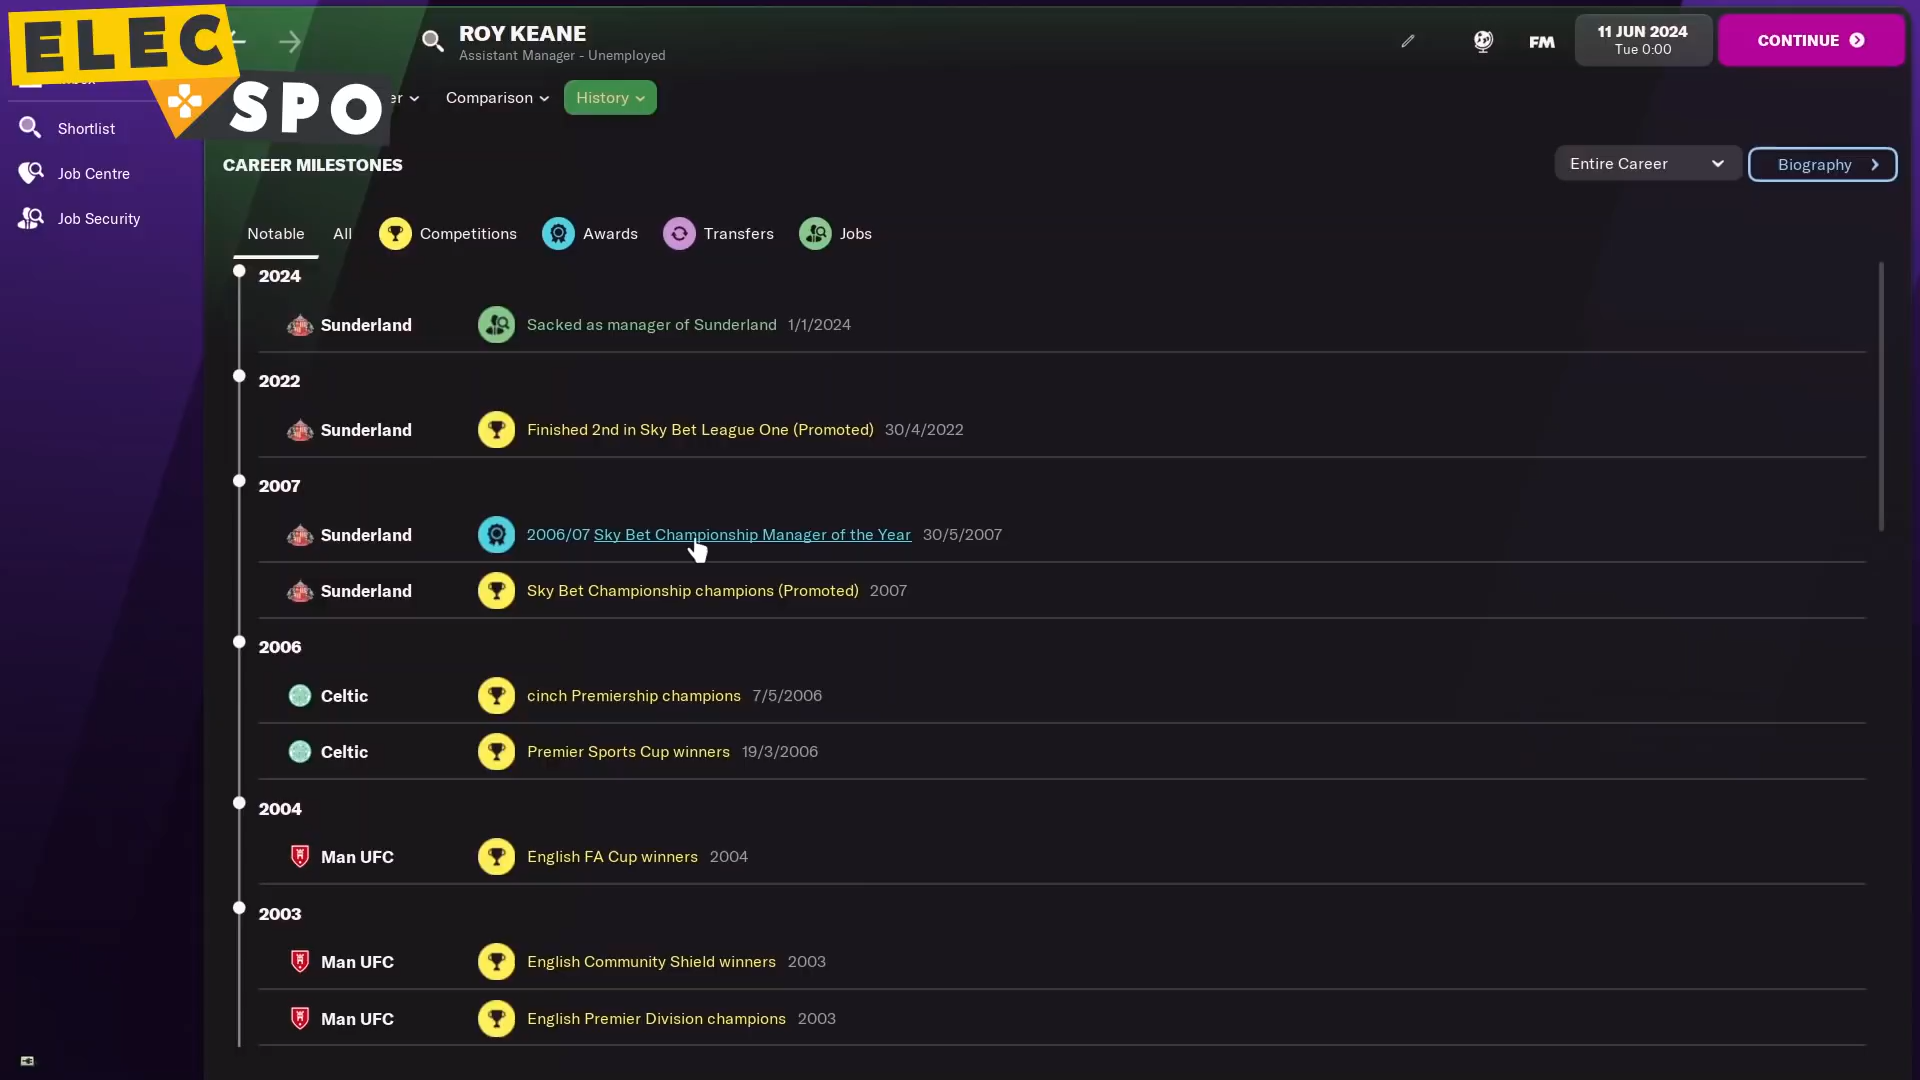 ELEC
SPO
ROY KEANE
Assistant Manager - Unemployed
FM
11 JUN 2024
Tue 0:00
CONTINUE
er
Comparison
History
Shortlist
Job Centre
Job Security
CAREER MILESTONES
Entire Career
Biography
Notable All Competitions Awards Transfers Jobs
2024
Sunderland Sacked as manager of Sunderland 1/1/2024
2022
Sunderland Finished 2nd in Sky Bet League One (Promoted) 30/4/2022
2007
Sunderland 2006/07 Sky Bet Championship Manager of the Year 30/5/2007
Sunderland Sky Bet Championship champions (Promoted) 2007
2006
Celtic cinch Premiership champions 7/5/2006
Celtic Premier Sports Cup winners 19/3/2006
2004
Man UFC English FA Cup winners 2004
2003
Man UFC English Community Shield winners 2003
Man UFC English Premier Division champions 2003